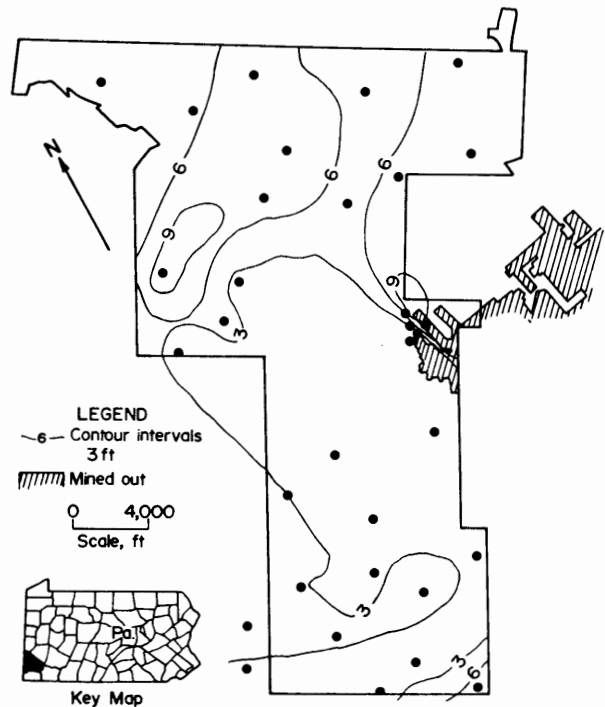 N
6
6
6
9
9
3
3
3
6
LEGEND
—6— Contour intervals
3 ft
Mined out
0 4,000
Scale, ft
Pa.
Key Map